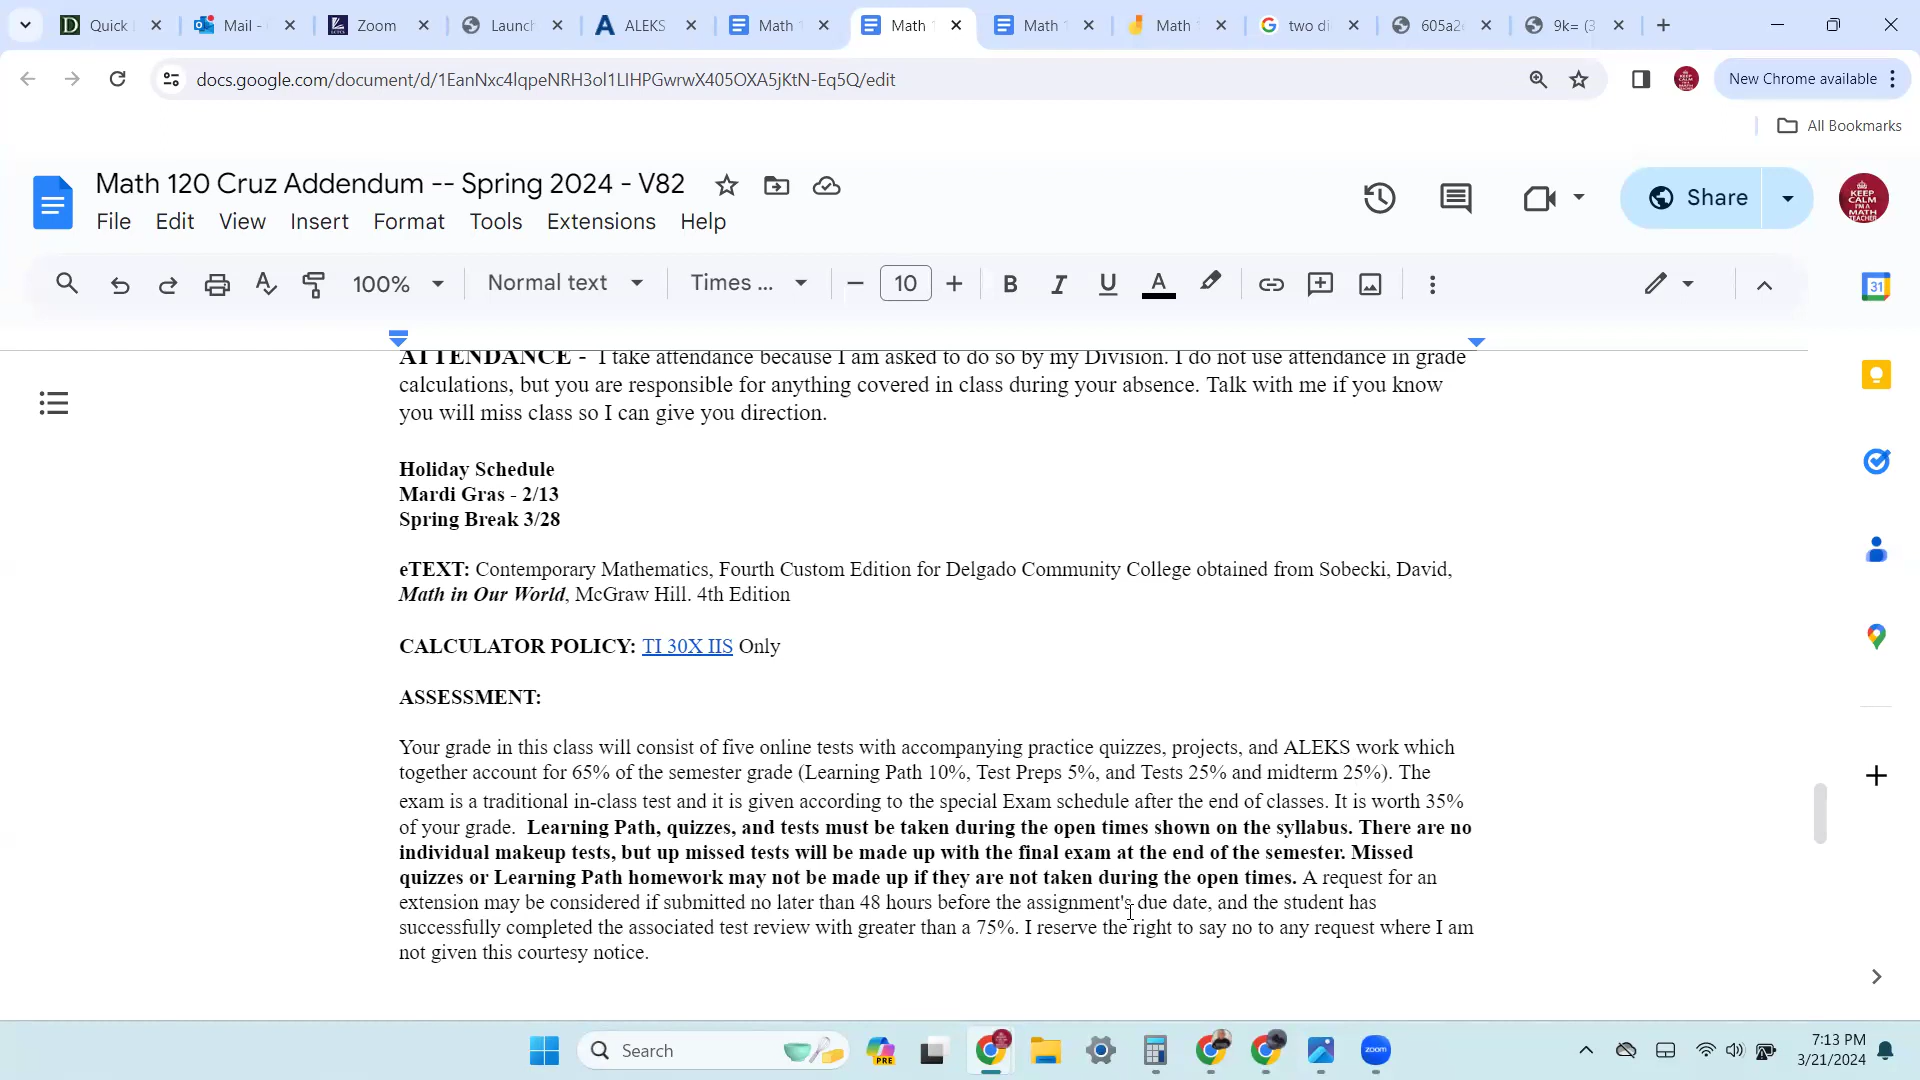 Quick
Mail -
Zoom
Launc
ALEKS
Math
Math
Math
Math
two di
605a2
9k= (3
docs.google.com/document/d/1EanNxc4lqpeNRH3ol1LIHPGwrwX405OXA5jKtN-Eq5Q/edit
New Chrome available
All Bookmarks
Math 120 Cruz Addendum -- Spring 2024 - V82
File Edit View Insert Format Tools Extensions Help
Share
100% Normal text Times ... 10
ATTENDANCE - I take attendance because I am asked to do so by my Division. I do not use attendance in grade
calculations, but you are responsible for anything covered in class during your absence. Talk with me if you know
you will miss class so I can give you direction.
Holiday Schedule
Mardi Gras - 2/13
Spring Break 3/28
eTEXT: Contemporary Mathematics, Fourth Custom Edition for Delgado Community College obtained from Sobecki, David,
Math in Our World, McGraw Hill. 4th Edition
CALCULATOR POLICY: TI 30X IIS Only
ASSESSMENT:
Your grade in this class will consist of five online tests with accompanying practice quizzes, projects, and ALEKS work which
together account for 65% of the semester grade (Learning Path 10%, Test Preps 5%, and Tests 25% and midterm 25%). The
exam is a traditional in-class test and it is given according to the special Exam schedule after the end of classes. It is worth 35%
of your grade. Learning Path, quizzes, and tests must be taken during the open times shown on the syllabus. There are no
individual makeup tests, but up missed tests will be made up with the final exam at the end of the semester. Missed
quizzes or Learning Path homework may not be made up if they are not taken during the open times. A request for an
extension may be considered if submitted no later than 48 hours before the assignment's due date, and the student has
successfully completed the associated test review with greater than a 75%. I reserve the right to say no to any request where I am
not given this courtesy notice.
Search
PRE
zoom
7:13 PM
3/21/2024
31
KEEP
CALM
I'M A
MATH
TEACHER